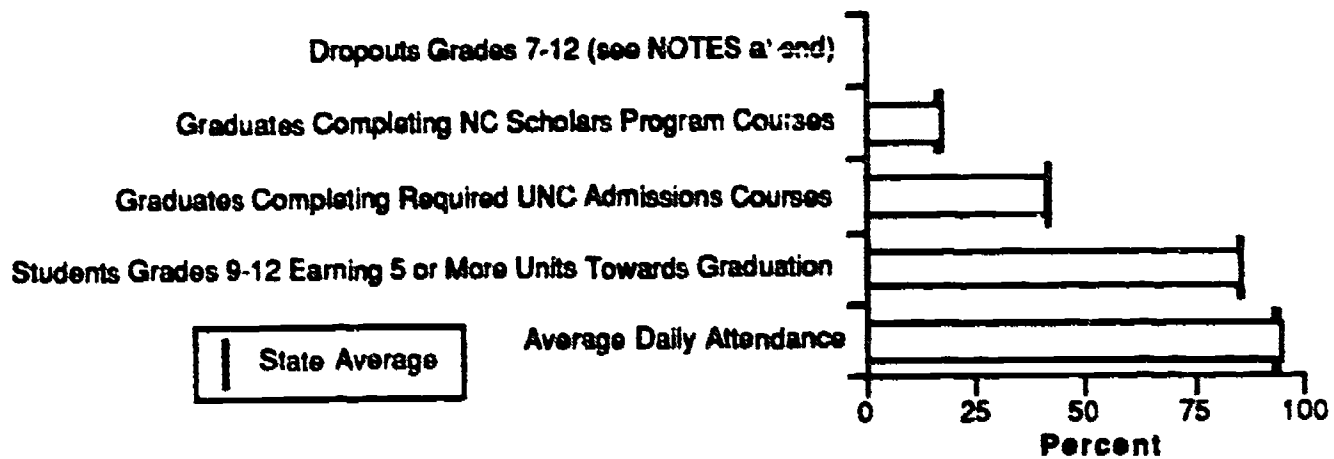 Dropouts Grades 7-12 (see NOTES a' end)
Graduates Completing NC Scholars Program Courses
Graduates Completing Required UNC Admissions Courses
Students Grades 9-12 Earning 5 or More Units Towards Graduation
Average Daily Attendance
State Average
0 25 50 75 100
Percent